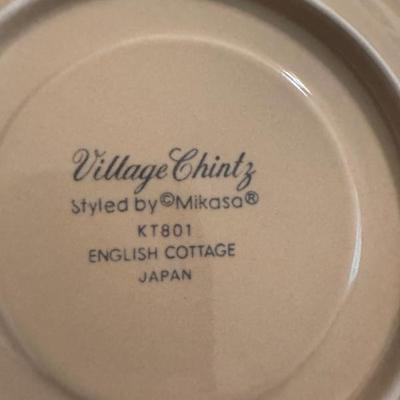 Village Chintz
Styled by ©Mikasa®
KT801
ENGLISH COTTAGE
JAPAN